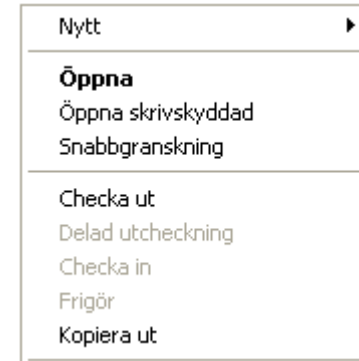 Nytt
Öppna
Öppna skrivskyddad
Snabbgranskning
Checka ut
Delad utcheckning
Checka in
Frigör
Kopiera ut